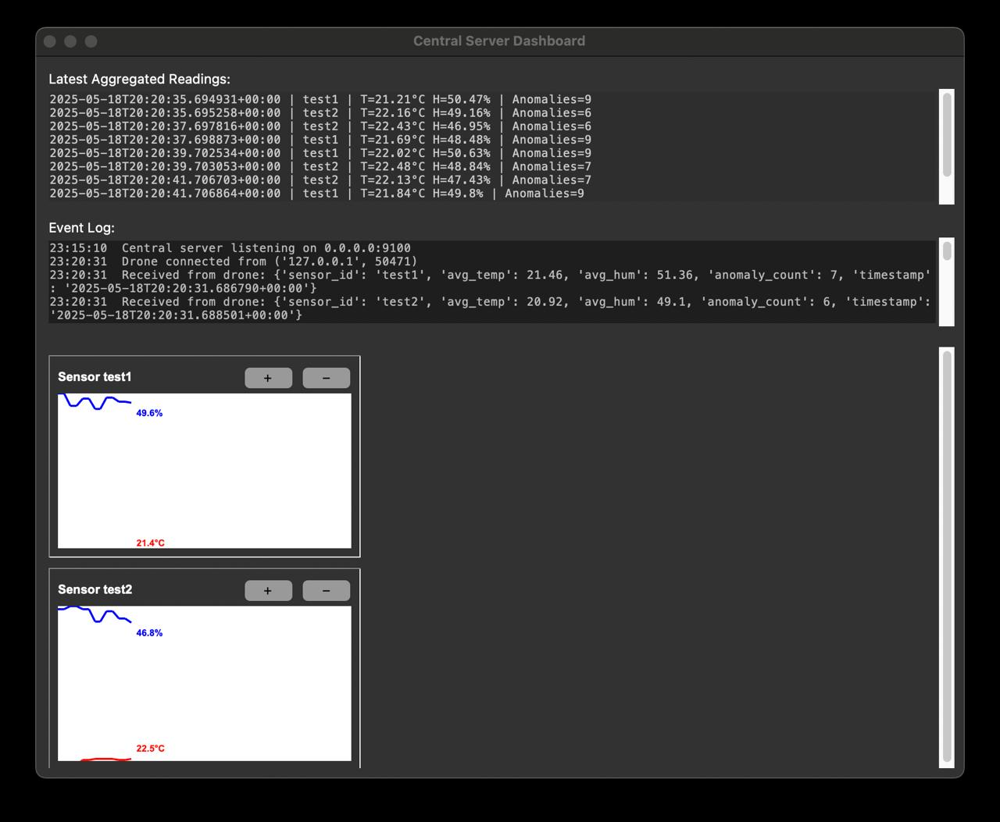 Central Server Dashboard
Latest Aggregated Readings:
2025-05-18T20:20:35.694931+00:00 | test1 | T=21.21°C H=50.47% | Anomalies=9
2025-05-18T20:20:35.695258+00:00 | test2 | T=22.16°C H=49.16% | Anomalies=6
2025-05-18T20:20:37.697816+00:00 | test2 | T=22.43°C H=46.95% | Anomalies=6
2025-05-18T20:20:37.698873+00:00 | test1 | T=21.69°C H=48.48% | Anomalies=9
2025-05-18T20:20:39.702534+00:00 | test1 | T=22.02°C H=50.63% | Anomalies=9
2025-05-18T20:20:39.703053+00:00 | test2 | T=22.48°C H=48.84% | Anomalies=7
2025-05-18T20:20:41.706703+00:00 | test2 | T=22.13°C H=47.43% | Anomalies=7
2025-05-18T20:20:41.706864+00:00 | test1 | T=21.84°C H=49.8% | Anomalies=9
Event Log:
23:15:10  Central server listening on 0.0.0.0:9100
23:20:31  Drone connected from ('127.0.0.1', 50471)
23:20:31  Received from drone: {'sensor_id': 'test1', 'avg_temp': 21.46, 'avg_hum': 51.36, 'anomaly_count': 7, 'timestamp'
: '2025-05-18T20:20:31.686790+00:00'}
23:20:31  Received from drone: {'sensor_id': 'test2', 'avg_temp': 20.92, 'avg_hum': 49.1, 'anomaly_count': 6, 'timestamp':
'2025-05-18T20:20:31.688501+00:00'}
Sensor test1 + −
49.6%
21.4°C
Sensor test2 + −
46.8%
22.5°C